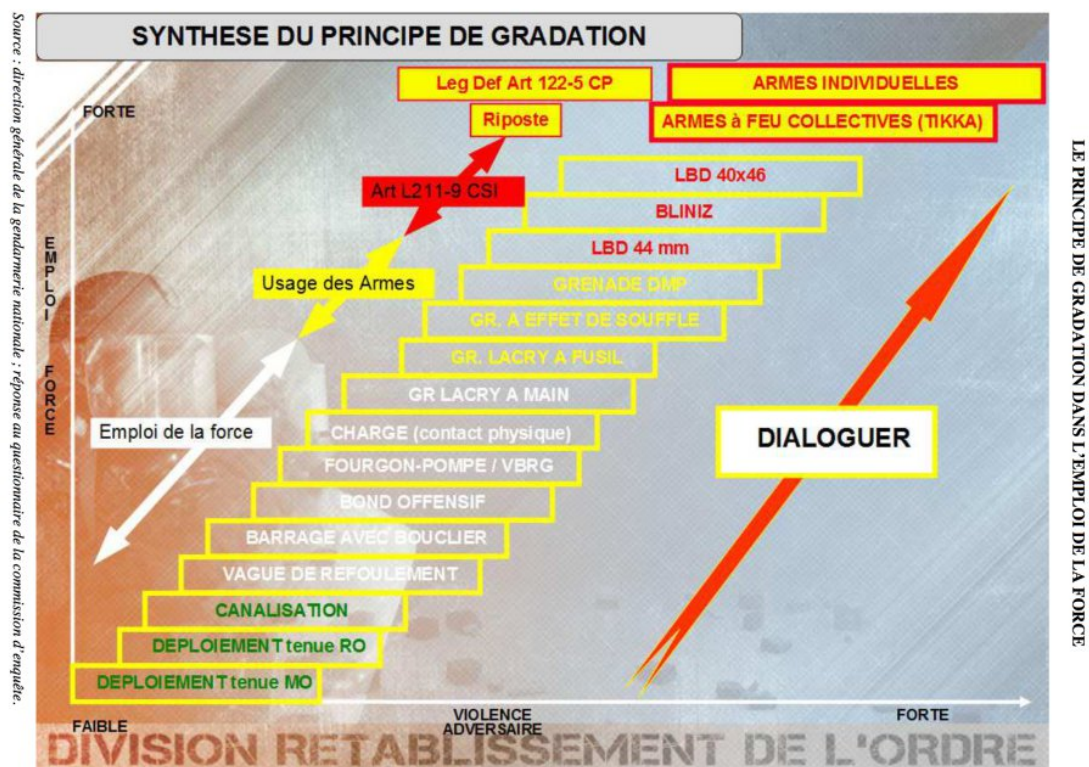 SYNTHESE DU PRINCIPE DE GRADATION
Leg Def Art 122-5 CP
ARMES INDIVIDUELLES
FORTE
Riposte
ARMES à FEU COLLECTIVES (TIKKA)
Art L211-9 CSI
LBD 40x46
BLINIZ
LBD 44 mm
EMPLOI FORCE
Usage des Armes
GRENADE DMP
GR. A EFFET DE SOUFFLE
GR. LACRY A FUSIL
GR LACRY A MAIN
Emploi de la force
CHARGE (contact physique)
DIALOGUER
FOURGON-POMPE / VBRG
BOND OFFENSIF
BARRAGE AVEC BOUCLIER
VAGUE DE REFOULEMENT
CANALISATION
DEPLOIEMENT tenue RO
DEPLOIEMENT tenue MO
FAIBLE
VIOLENCE
ADVERSAIRE
FORTE
DIVISION RETABLISSEMENT DE L'ORDRE
Source : direction générale de la gendarmerie nationale ; réponse au questionnaire de la commission d'enquête.
LE PRINCIPE DE GRADATION DANS L'EMPLOI DE LA FORCE